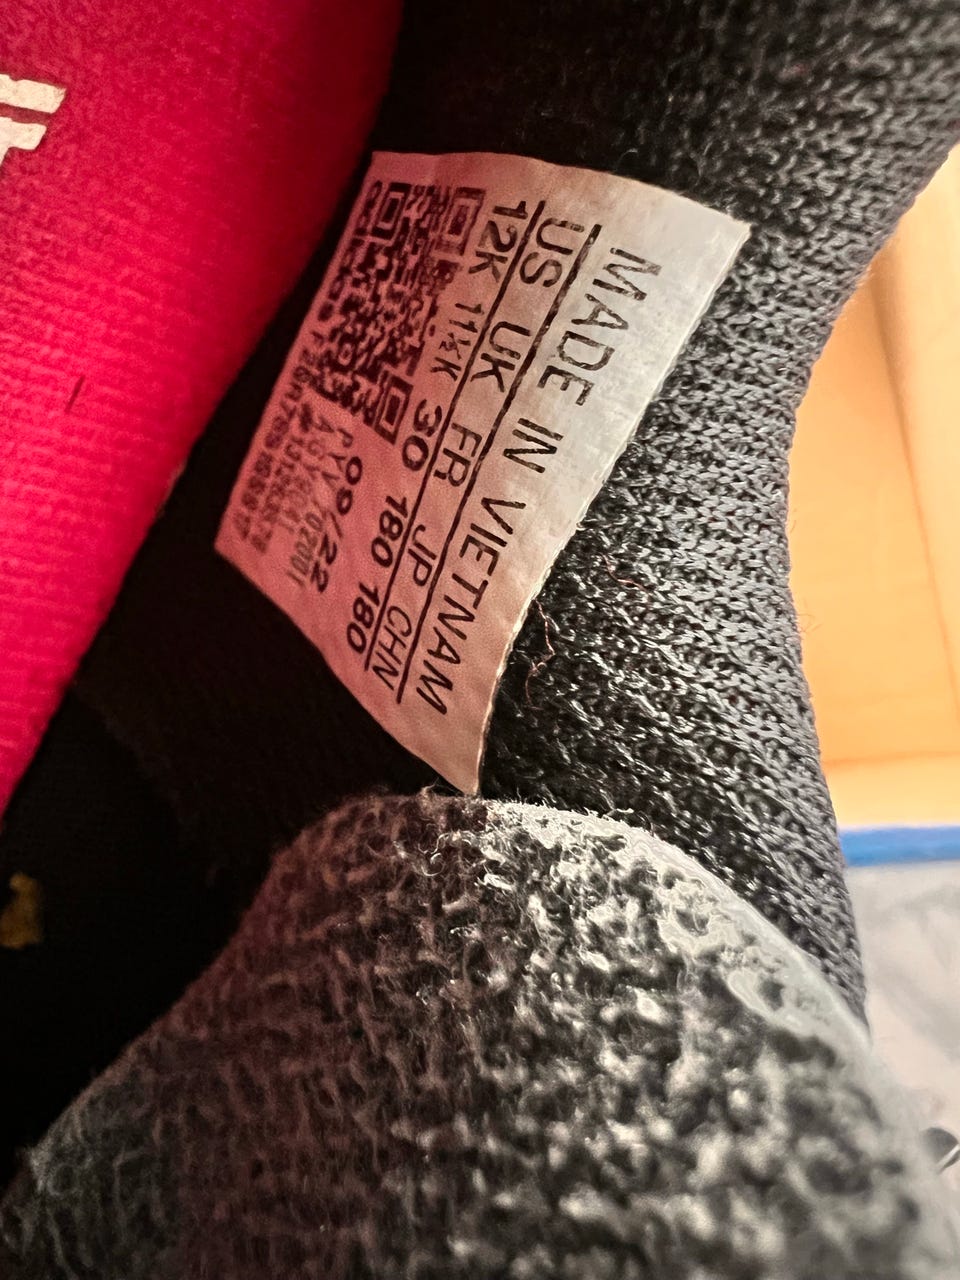 MADE IN VIETNAM
US UK FR JP CHN
12K 11½K 30 180 180
09/22